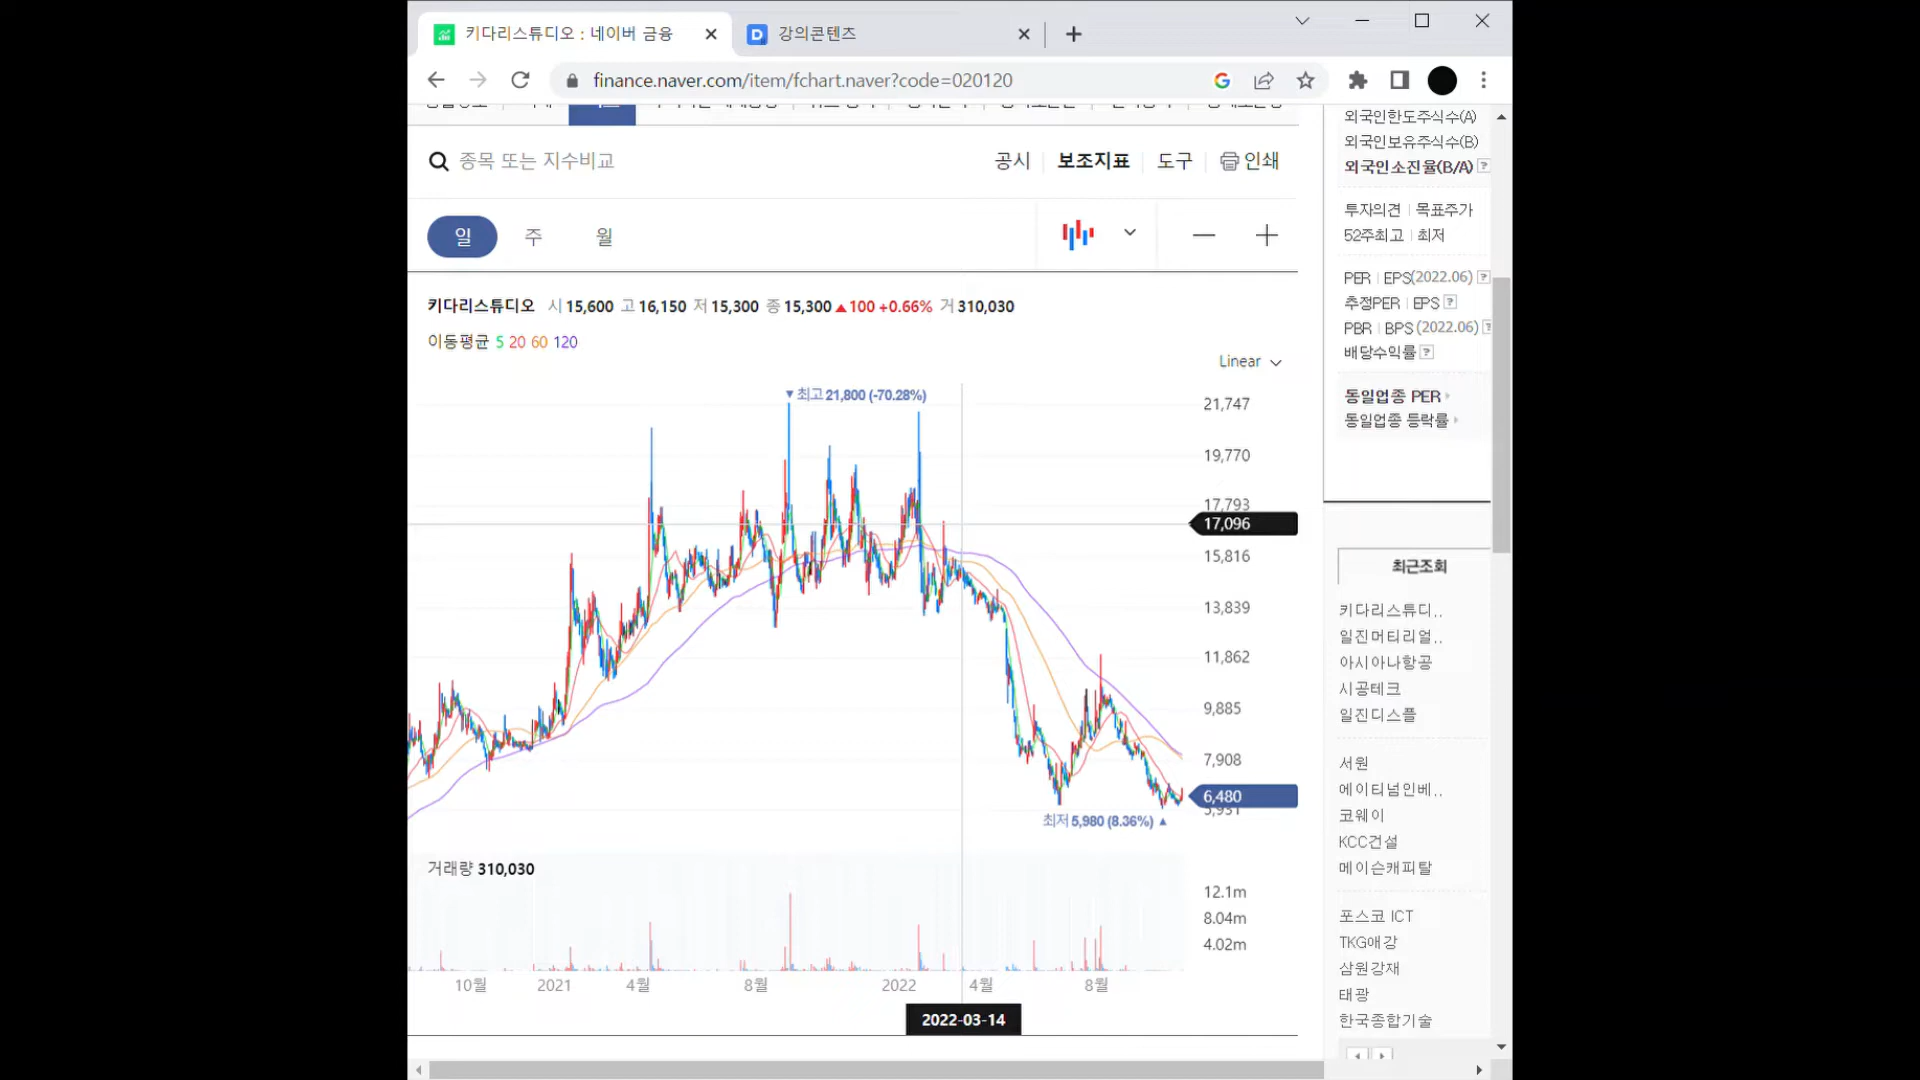 키다리스튜디오 : 네이버 금융
강의콘텐츠
finance.naver.com/item/fchart.naver?code=020120
종목 또는 지수비교
공시 보조지표 도구 인쇄
일 주 월
키다리스튜디오 시 15,600 고 16,150 저 15,300 종 15,300 ▲100 +0.66% 거 310,030
이동평균 5 20 60 120
Linear
▼최고 21,800 (-70.28%)
21,747
19,770
17,793
17,096
15,816
13,839
11,862
9,885
7,908
6,480
5,931
최저 5,980 (8.36%) ▲
거래량 310,030
12.1m
8.04m
4.02m
10월 2021 4월 8월 2022 4월 8월
2022-03-14
외국인한도주식수(A)
외국인보유주식수(B)
외국인소진율(B/A) ?
투자의견 | 목표주가
52주최고 | 최저
PER | EPS(2022.06) ?
추정PER | EPS ?
PBR | BPS (2022.06) ?
배당수익률 ?
동일업종 PER
동일업종 등락률
최근조회
키다리스튜디..
일진머티리얼..
아시아나항공
시공테크
일진디스플
서원
에이티넘인베..
코웨이
KCC건설
메이슨캐피탈
포스코 ICT
TKG애강
삼원강재
태광
한국종합기술